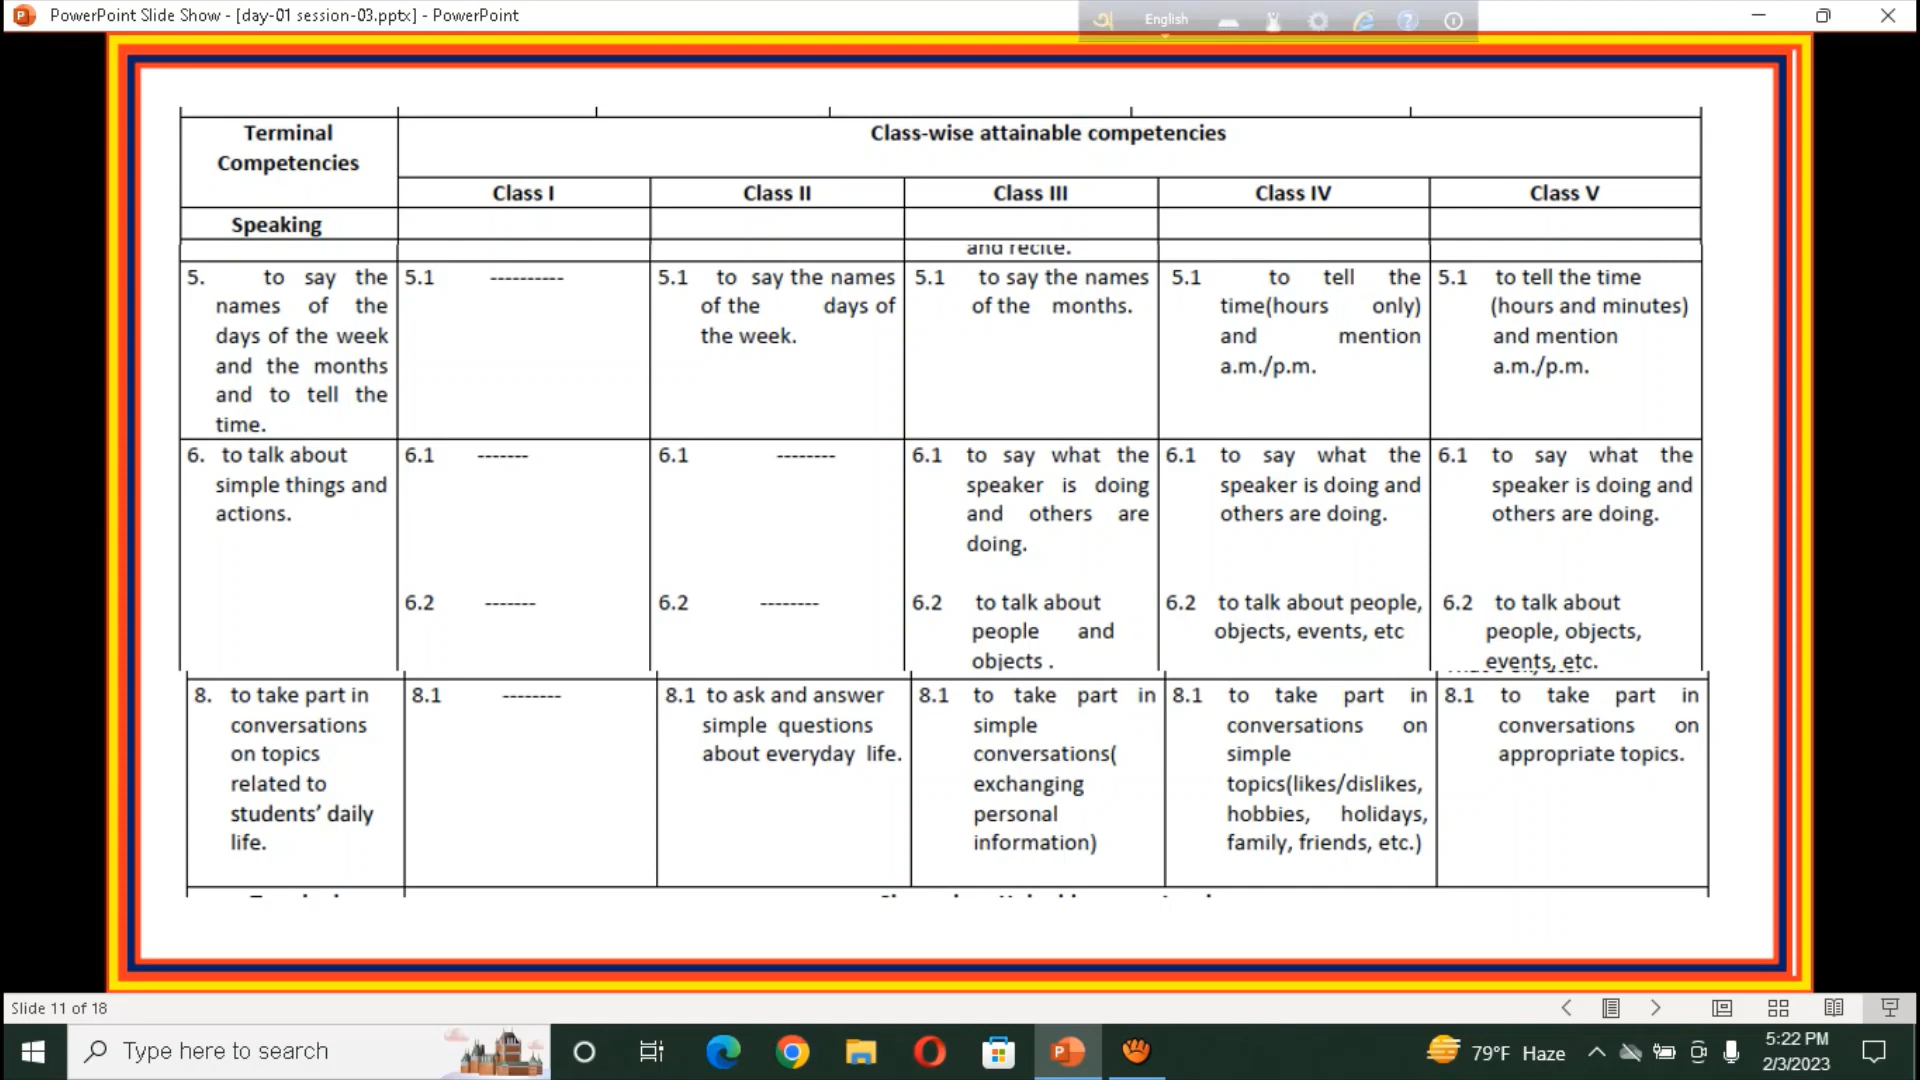 PowerPoint Slide Show - [day-01 session-03.pptx] - PowerPoint
English
Terminal Competencies
Class-wise attainable competencies
Class I
Class II
Class III
Class IV
Class V
Speaking
and recite.
5. to say the
names of the
days of the week
and the months
and to tell the
time.
5.1 ----------
5.1 to say the names
of the days of
the week.
5.1 to say the names
of the months.
5.1 to tell the
time(hours only)
and mention
a.m./p.m.
5.1 to tell the time
(hours and minutes)
and mention
a.m./p.m.
6. to talk about
simple things and
actions.
6.1 -------
6.1 --------
6.1 to say what the
speaker is doing
and others are
doing.
6.1 to say what the
speaker is doing and
others are doing.
6.1 to say what the
speaker is doing and
others are doing.
6.2 -------
6.2 --------
6.2 to talk about
people and
objects .
6.2 to talk about people,
objects, events, etc
6.2 to talk about
people, objects,
events, etc.
8. to take part in
conversations
on topics
related to
students’ daily
life.
8.1 --------
8.1 to ask and answer
simple questions
about everyday life.
8.1 to take part in
simple
conversations(
exchanging
personal
information)
8.1 to take part in
conversations on
simple
topics(likes/dislikes,
hobbies, holidays,
family, friends, etc.)
8.1 to take part in
conversations on
appropriate topics.
Slide 11 of 18
Type here to search
79°F Haze
5:22 PM
2/3/2023